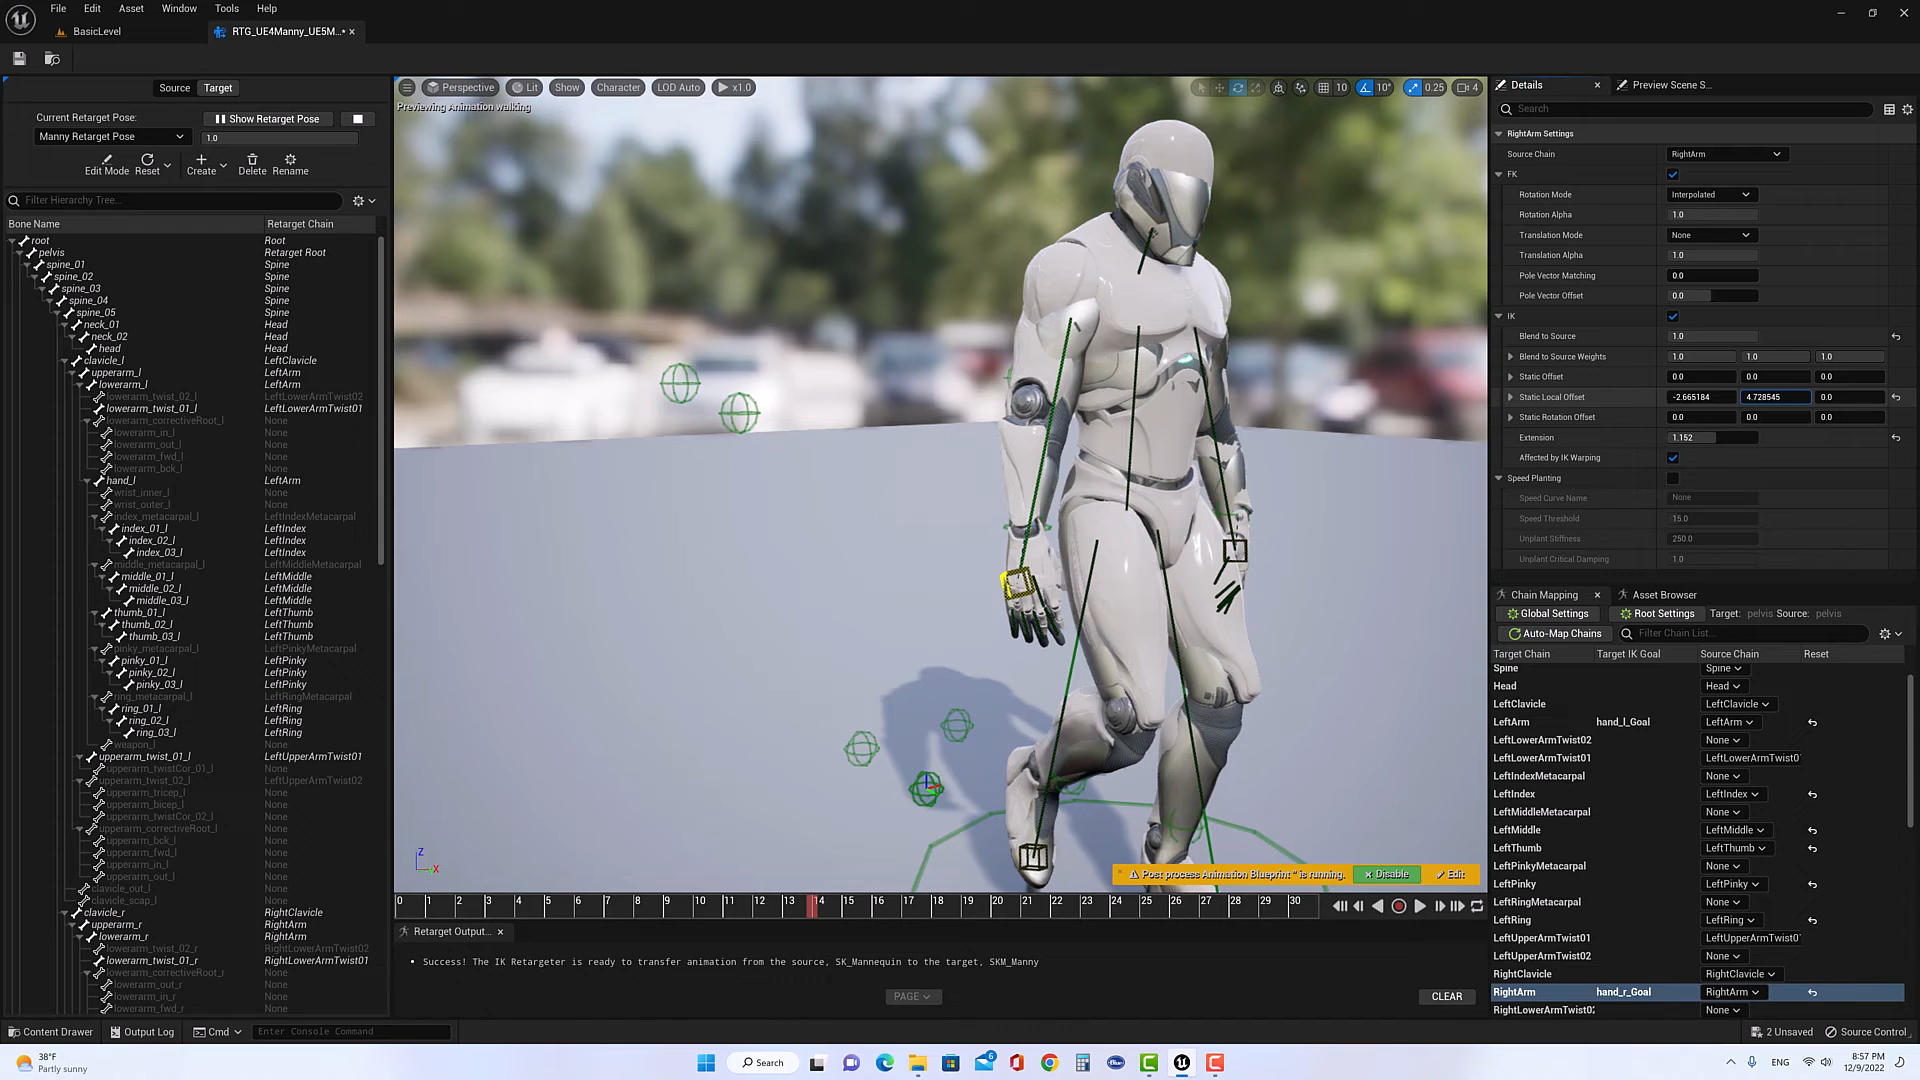 File Edit Asset Window Tools Help
BasicLevel
RTG_UE4Manny_UE5M...*
Source Target
Current Retarget Pose:
Show Retarget Pose
Manny Retarget Pose
1.0
Edit Mode Reset Create Delete Rename
Filter Hierarchy Tree...
Bone Name Retarget Chain
root Root
pelvis Retarget Root
spine_01 Spine
spine_02 Spine
spine_03 Spine
spine_04 Spine
spine_05 Spine
neck_01 Head
neck_02 Head
head Head
clavicle_l LeftClavicle
upperarm_l LeftArm
lowerarm_l LeftArm
lowerarm_twist_02_l LeftLowerArmTwist02
lowerarm_twist_01_l LeftLowerArmTwist01
lowerarm_correctiveRoot_l None
lowerarm_in_l None
lowerarm_out_l None
lowerarm_fwd_l None
lowerarm_bck_l None
hand_l LeftArm
wrist_inner_l None
wrist_outer_l None
index_metacarpal_l LeftIndexMetacarpal
index_01_l LeftIndex
index_02_l LeftIndex
index_03_l LeftIndex
middle_metacarpal_l LeftMiddleMetacarpal
middle_01_l LeftMiddle
middle_02_l LeftMiddle
middle_03_l LeftMiddle
thumb_01_l LeftThumb
thumb_02_l LeftThumb
thumb_03_l LeftThumb
pinky_metacarpal_l LeftPinkyMetacarpal
pinky_01_l LeftPinky
pinky_02_l LeftPinky
pinky_03_l LeftPinky
ring_metacarpal_l LeftRingMetacarpal
ring_01_l LeftRing
ring_02_l LeftRing
ring_03_l LeftRing
weapon_l None
upperarm_twist_01_l LeftUpperArmTwist01
upperarm_twistCor_01_l None
upperarm_twist_02_l LeftUpperArmTwist02
upperarm_tricep_l None
upperarm_bicep_l None
upperarm_twistCor_02_l None
upperarm_correctiveRoot_l None
upperarm_bck_l None
upperarm_fwd_l None
upperarm_in_l None
upperarm_out_l None
clavicle_out_l None
clavicle_scap_l None
clavicle_r RightClavicle
upperarm_r RightArm
lowerarm_r RightArm
lowerarm_twist_02_r RightLowerArmTwist02
lowerarm_twist_01_r RightLowerArmTwist01
lowerarm_correctiveRoot_r None
lowerarm_out_r None
lowerarm_in_r None
lowerarm_fwd_r None
Perspective Lit Show Character LOD Auto x1.0
10 10° 0.25 4
Previewing Animation walking
Z
X
Post process Animation Blueprint '' is running. Disable Edit
0 1 2 3 4 5 6 7 8 9 10 11 12 13 14 15 16 17 18 19 20 21 22 23 24 25 26 27 28 29 30
Retarget Output...
• Success! The IK Retargeter is ready to transfer animation from the source, SK_Mannequin to the target, SKM_Manny
PAGE
CLEAR
Details Preview Scene S...
Search
RightArm Settings
Source Chain RightArm
FK
Rotation Mode Interpolated
Rotation Alpha 1.0
Translation Mode None
Translation Alpha 1.0
Pole Vector Matching 0.0
Pole Vector Offset 0.0
IK
Blend to Source 1.0
Blend to Source Weights 1.0 1.0 1.0
Static Offset 0.0 0.0 0.0
Static Local Offset -2.665184 4.728545 0.0
Static Rotation Offset 0.0 0.0 0.0
Extension 1.152
Affected by IK Warping
Speed Planting
Speed Curve Name None
Speed Threshold 15.0
Unplant Stiffness 250.0
Unplant Critical Damping 1.0
Chain Mapping Asset Browser
Global Settings Root Settings Target: pelvis Source: pelvis
Auto-Map Chains Filter Chain List...
Target Chain Target IK Goal Source Chain Reset
Spine Spine
Head Head
LeftClavicle LeftClavicle
LeftArm hand_l_Goal LeftArm
LeftLowerArmTwist02 None
LeftLowerArmTwist01 LeftLowerArmTwist0
LeftIndexMetacarpal None
LeftIndex LeftIndex
LeftMiddleMetacarpal None
LeftMiddle LeftMiddle
LeftThumb LeftThumb
LeftPinkyMetacarpal None
LeftPinky LeftPinky
LeftRingMetacarpal None
LeftRing LeftRing
LeftUpperArmTwist01 LeftUpperArmTwist0
LeftUpperArmTwist02 None
RightClavicle RightClavicle
RightArm hand_r_Goal RightArm
RightLowerArmTwist0 None
Content Drawer Output Log Cmd Enter Console Command
2 Unsaved Source Control
38°F
Partly sunny
Search
6
Blue
ENG
8:57 PM
12/9/2022